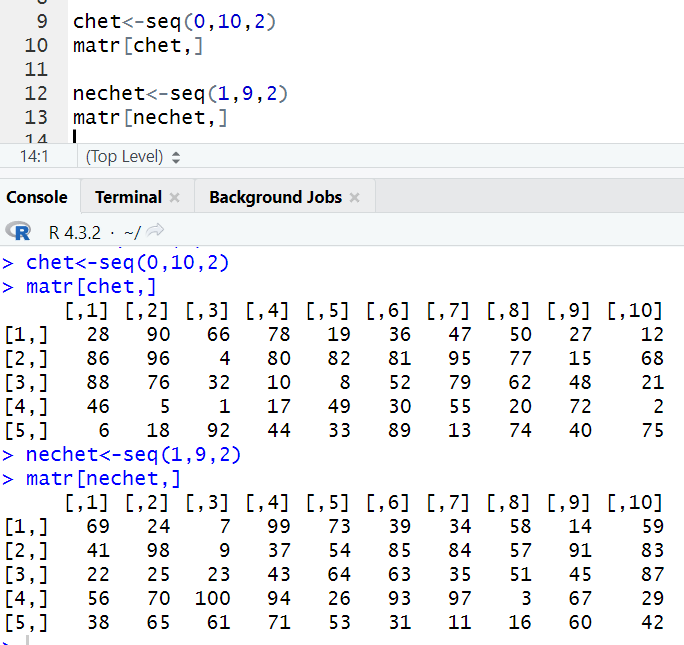 9 chet<-seq(0,10,2)
10 matr[chet,]
11
12 nechet<-seq(1,9,2)
13 matr[nechet,]
14
14:1 (Top Level)
Console Terminal × Background Jobs ×
R R 4.3.2 · ~/
> chet<-seq(0,10,2)
> matr[chet,]
[,1] [,2] [,3] [,4] [,5] [,6] [,7] [,8] [,9] [,10]
[1,] 28 90 66 78 19 36 47 50 27 12
[2,] 86 96 4 80 82 81 95 77 15 68
[3,] 88 76 32 10 8 52 79 62 48 21
[4,] 46 5 1 17 49 30 55 20 72 2
[5,] 6 18 92 44 33 89 13 74 40 75
> nechet<-seq(1,9,2)
> matr[nechet,]
[,1] [,2] [,3] [,4] [,5] [,6] [,7] [,8] [,9] [,10]
[1,] 69 24 7 99 73 39 34 58 14 59
[2,] 41 98 9 37 54 85 84 57 91 83
[3,] 22 25 23 43 64 63 35 51 45 87
[4,] 56 70 100 94 26 93 97 3 67 29
[5,] 38 65 61 71 53 31 11 16 60 42
>